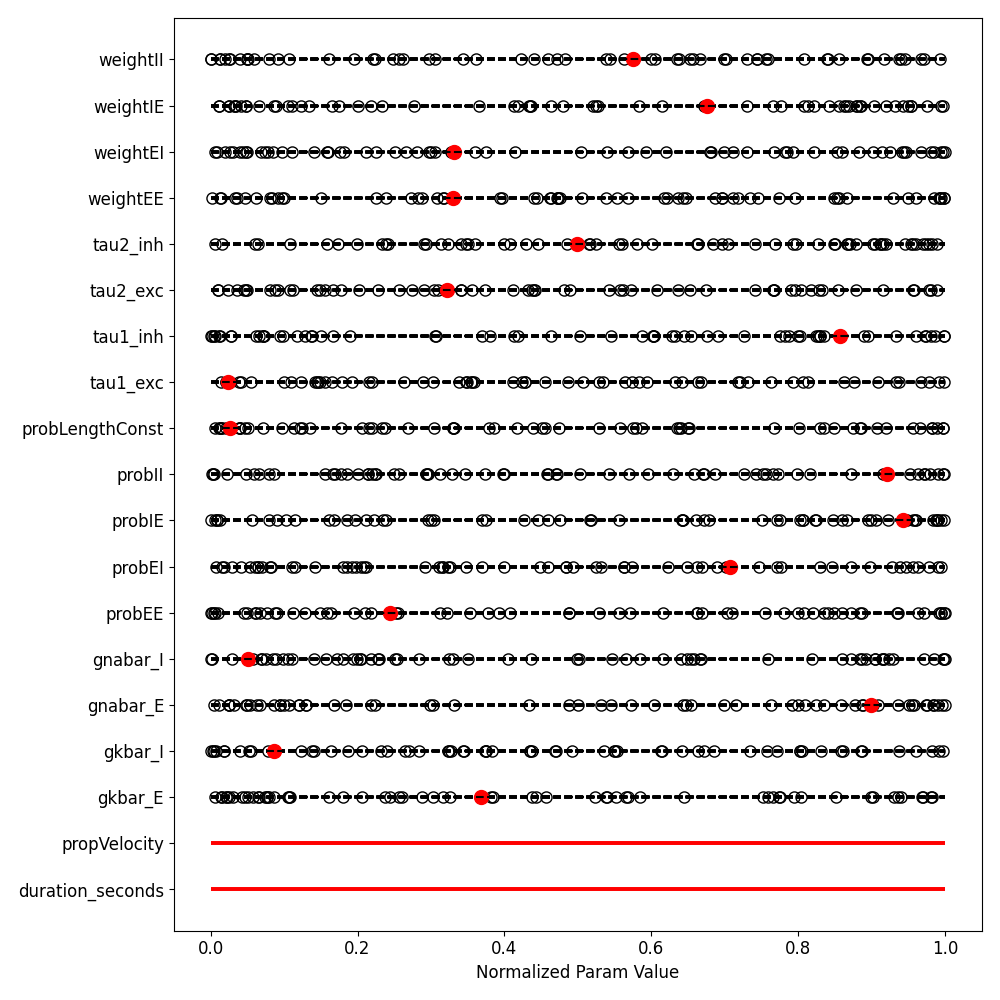 weightII
weightIE
weightEI
weightEE
tau2_inh
tau2_exc
tau1_inh
tau1_exc
probLengthConst
probII
probIE
probEI
probEE
gnabar_I
gnabar_E
gkbar_I
gkbar_E
propVelocity
duration_seconds
0.0 0.2 0.4 0.6 0.8 1.0
Normalized Param Value